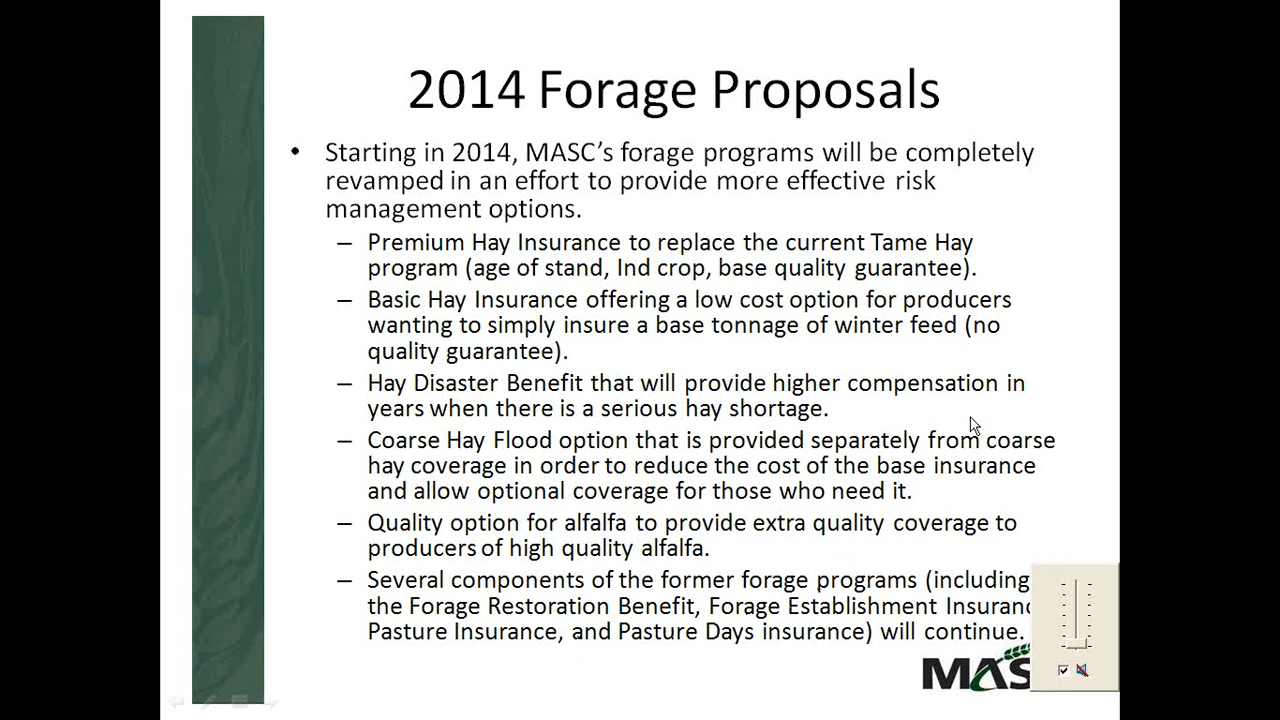 2014 Forage Proposals
• Starting in 2014, MASC’s forage programs will be completely
revamped in an effort to provide more effective risk
management options.
– Premium Hay Insurance to replace the current Tame Hay
program (age of stand, Ind crop, base quality guarantee).
– Basic Hay Insurance offering a low cost option for producers
wanting to simply insure a base tonnage of winter feed (no
quality guarantee).
– Hay Disaster Benefit that will provide higher compensation in
years when there is a serious hay shortage.
– Coarse Hay Flood option that is provided separately from coarse
hay coverage in order to reduce the cost of the base insurance
and allow optional coverage for those who need it.
– Quality option for alfalfa to provide extra quality coverage to
producers of high quality alfalfa.
– Several components of the former forage programs (including
the Forage Restoration Benefit, Forage Establishment Insuranc
Pasture Insurance, and Pasture Days insurance) will continue.
MAS